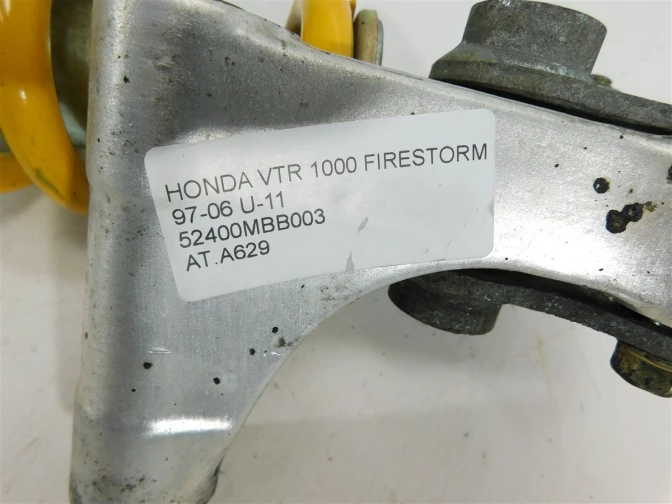 HONDA VTR 1000 FIRESTORM
97-06 U-11
52400MBB003
AT.A629